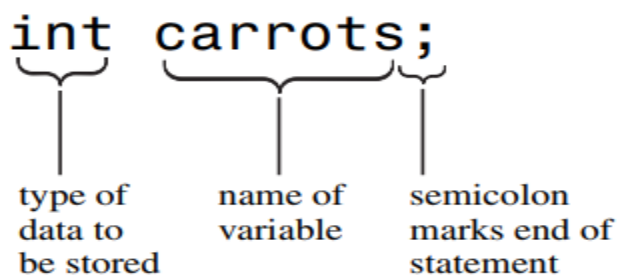 int carrots;
type of
data to
be stored
name of
variable
semicolon
marks end of
statement